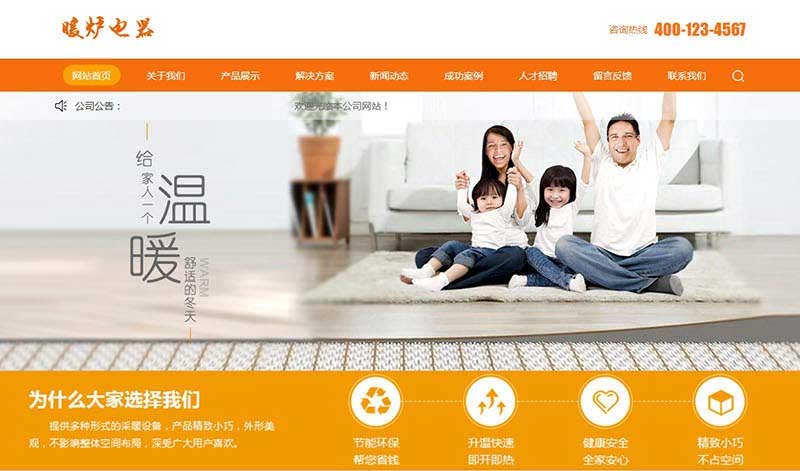 暖炉电器
咨询热线 400-123-4567
网站首页 关于我们 产品展示 解决方案 新闻动态 成功案例 人才招聘 留言反馈 联系我们
公司公告： 欢迎光临本公司网站！
给
家人一个
温
暖
WARM
舒适的冬天
为什么大家选择我们
提供多种形式的采暖设备，产品精致小巧，外形美
观，不影响整体空间布局，深受广大用户喜欢。
节能环保 升温快速 健康安全 精致小巧
帮您省钱 即开即热 全家安心 不占空间